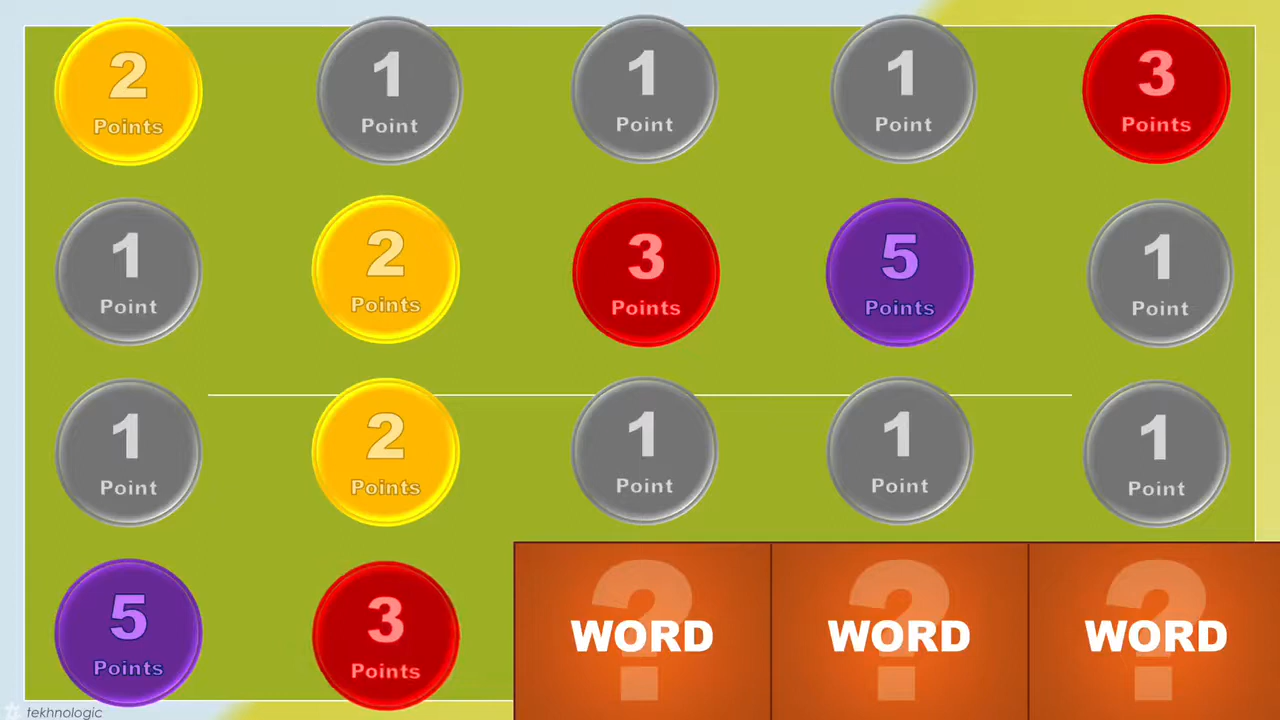 2 1 1 1 3
Points Point Point Point Points
1 2 3 5 1
Point Points Points Points Point
1 2 1 1 1
Point Points Point Point Point
5 3 ? ? ?
WORD WORD WORD
Points Points
tekhnologic